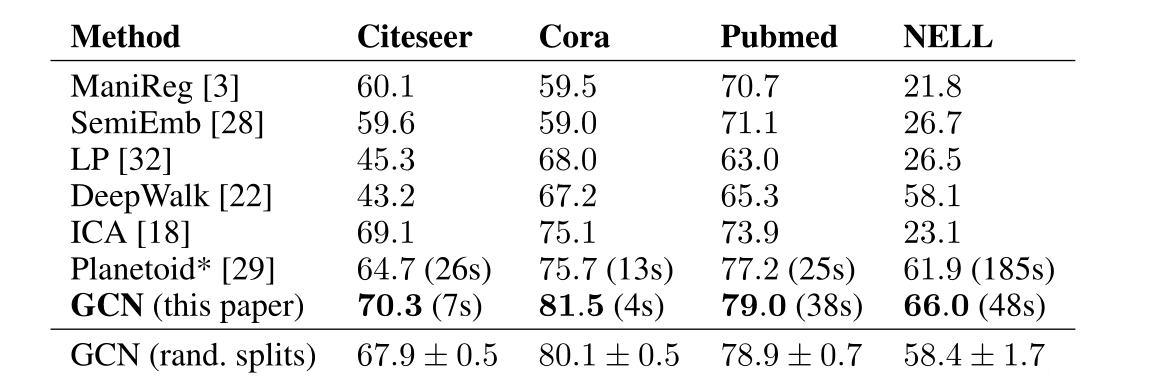 Method Citeseer Cora Pubmed NELL
ManiReg [3] 60.1 59.5 70.7 21.8
SemiEmb [28] 59.6 59.0 71.1 26.7
LP [32] 45.3 68.0 63.0 26.5
DeepWalk [22] 43.2 67.2 65.3 58.1
ICA [18] 69.1 75.1 73.9 23.1
Planetoid* [29] 64.7 (26s) 75.7 (13s) 77.2 (25s) 61.9 (185s)
GCN (this paper) 70.3 (7s) 81.5 (4s) 79.0 (38s) 66.0 (48s)
GCN (rand. splits) 67.9 ± 0.5 80.1 ± 0.5 78.9 ± 0.7 58.4 ± 1.7